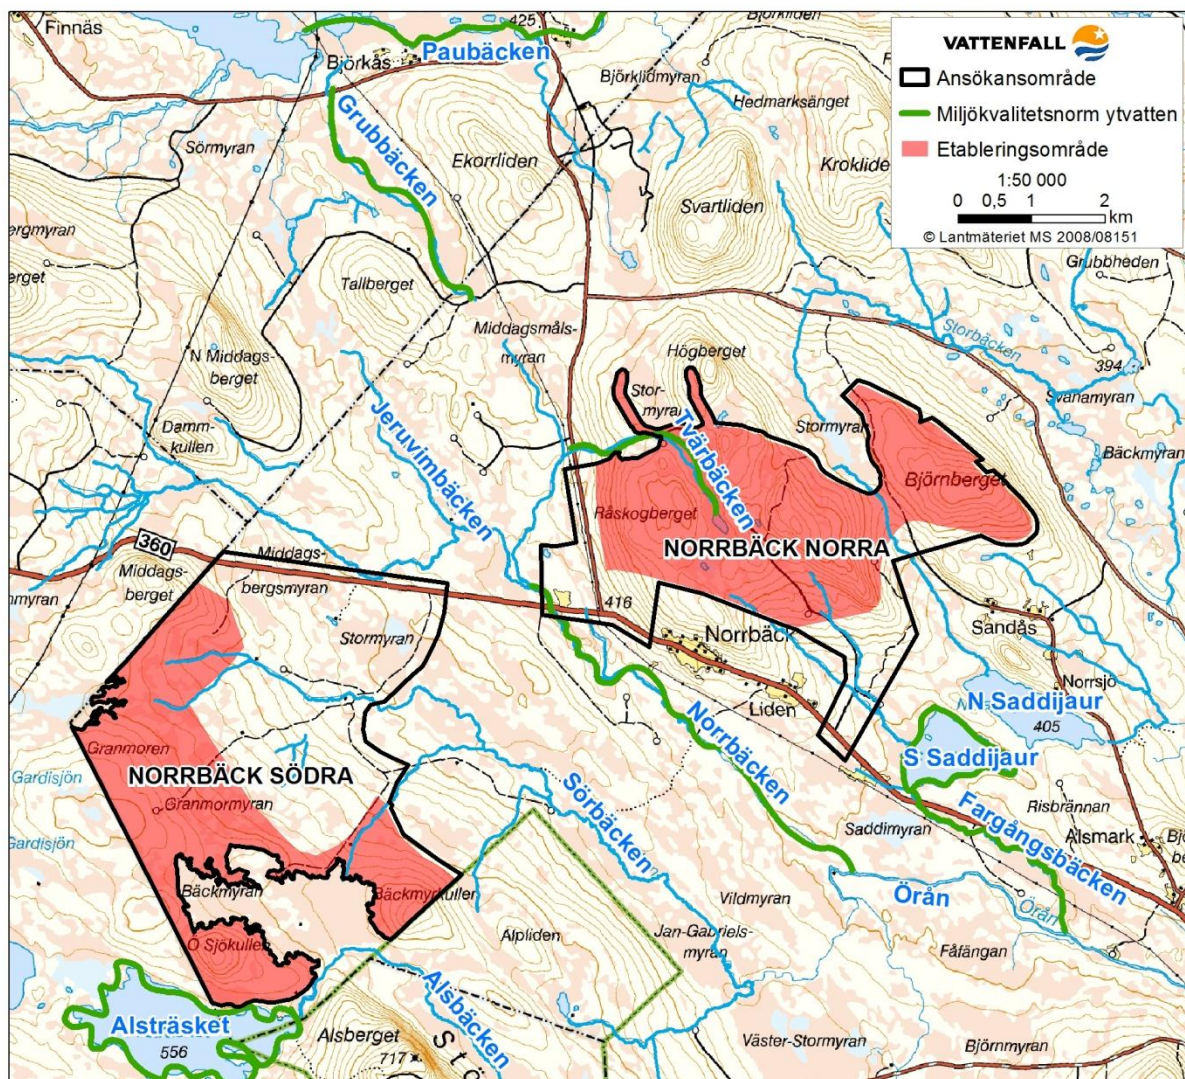 Finnäs
425
Björkliden
Björkås
Paubäcken
Björklidmyran
Hedmarksänget
VATTENFALL
Ansökansområde
Miljökvalitetsnorm ytvatten
Etableringsområde
1:50 000
0 0,5 1 2
km
© Lantmäteriet MS 2008/08151
Grubbäcken
Sörmyran
Ekorrliden
Kroklide
Svartliden
Grubbheden
Tallberget
Middagsmåls-
myran
Storbäcken
N Middags-
berget
Högberget
394
Svanamyran
Stor-
myran
Stormyran
Jeruvimbäcken
Tvärbäcken
Damm-
kullen
Bäckmyran
Björnberget
Råskogberget
NORRBÄCK NORRA
360
Middags-
berget
Middags-
bergsmyran
416
Stormyran
Norrbäck
Sandås
Norrsjö
Liden
N Saddijaur
405
S Saddijaur
Norrbäcken
Granmoren
NORRBÄCK SÖDRA
Gardisjön
Granmormyran
Sörbäcken
Fargångsbäcken
Risbrännan
Saddimyran
Alsmark
Gardisjön
Bäckmyran
Bäckmyrkullen
Örån
Vildmyran
Örån
Ö Sjökullen
Alpliden
Jan-Gabriels-
myran
Fåfängan
Alsbäcken
Alsträsket
556
Alsberget
717
Väster-Stormyran
Björnmyran